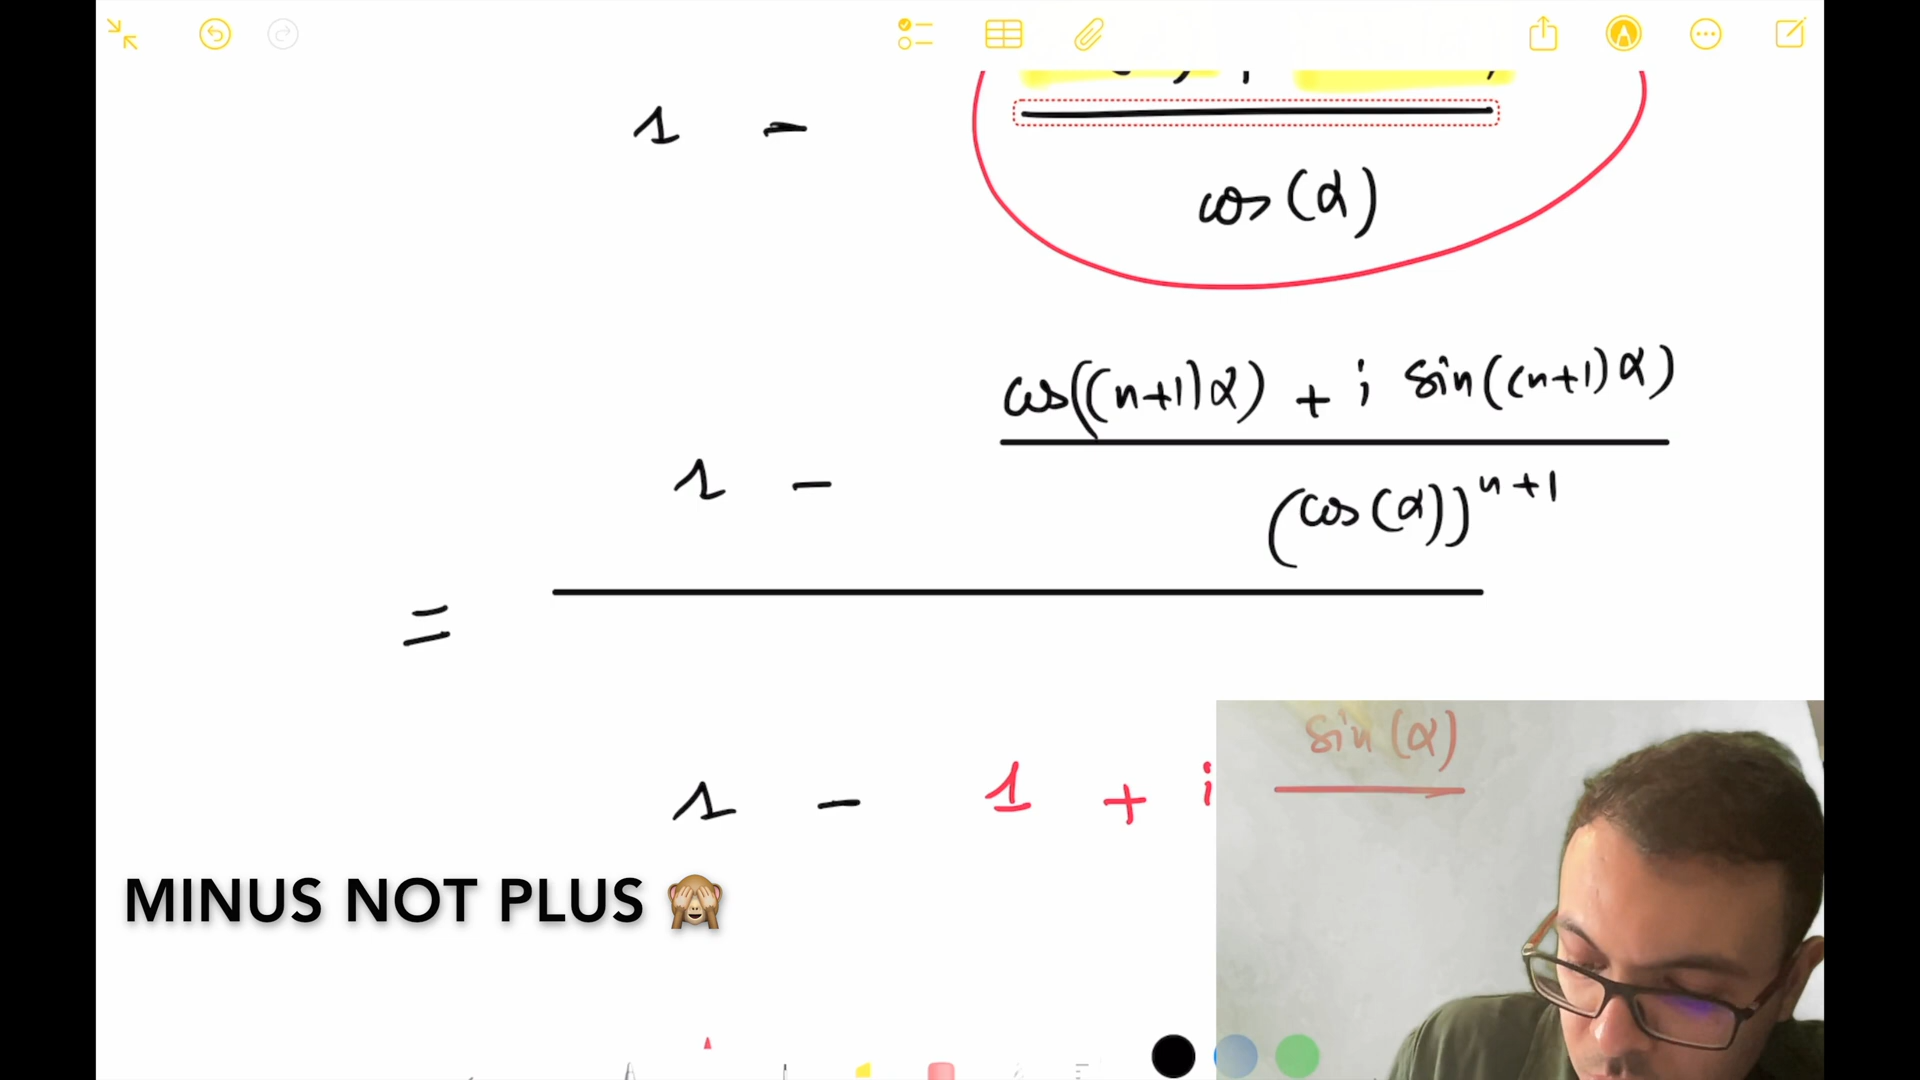 1 -
cos(α)
cos((n+1)α) + i sin((n+1)α)
1 -
(cos(α))^n+1
=
sin(α)
1 - 1 + i
MINUS NOT PLUS 🙈